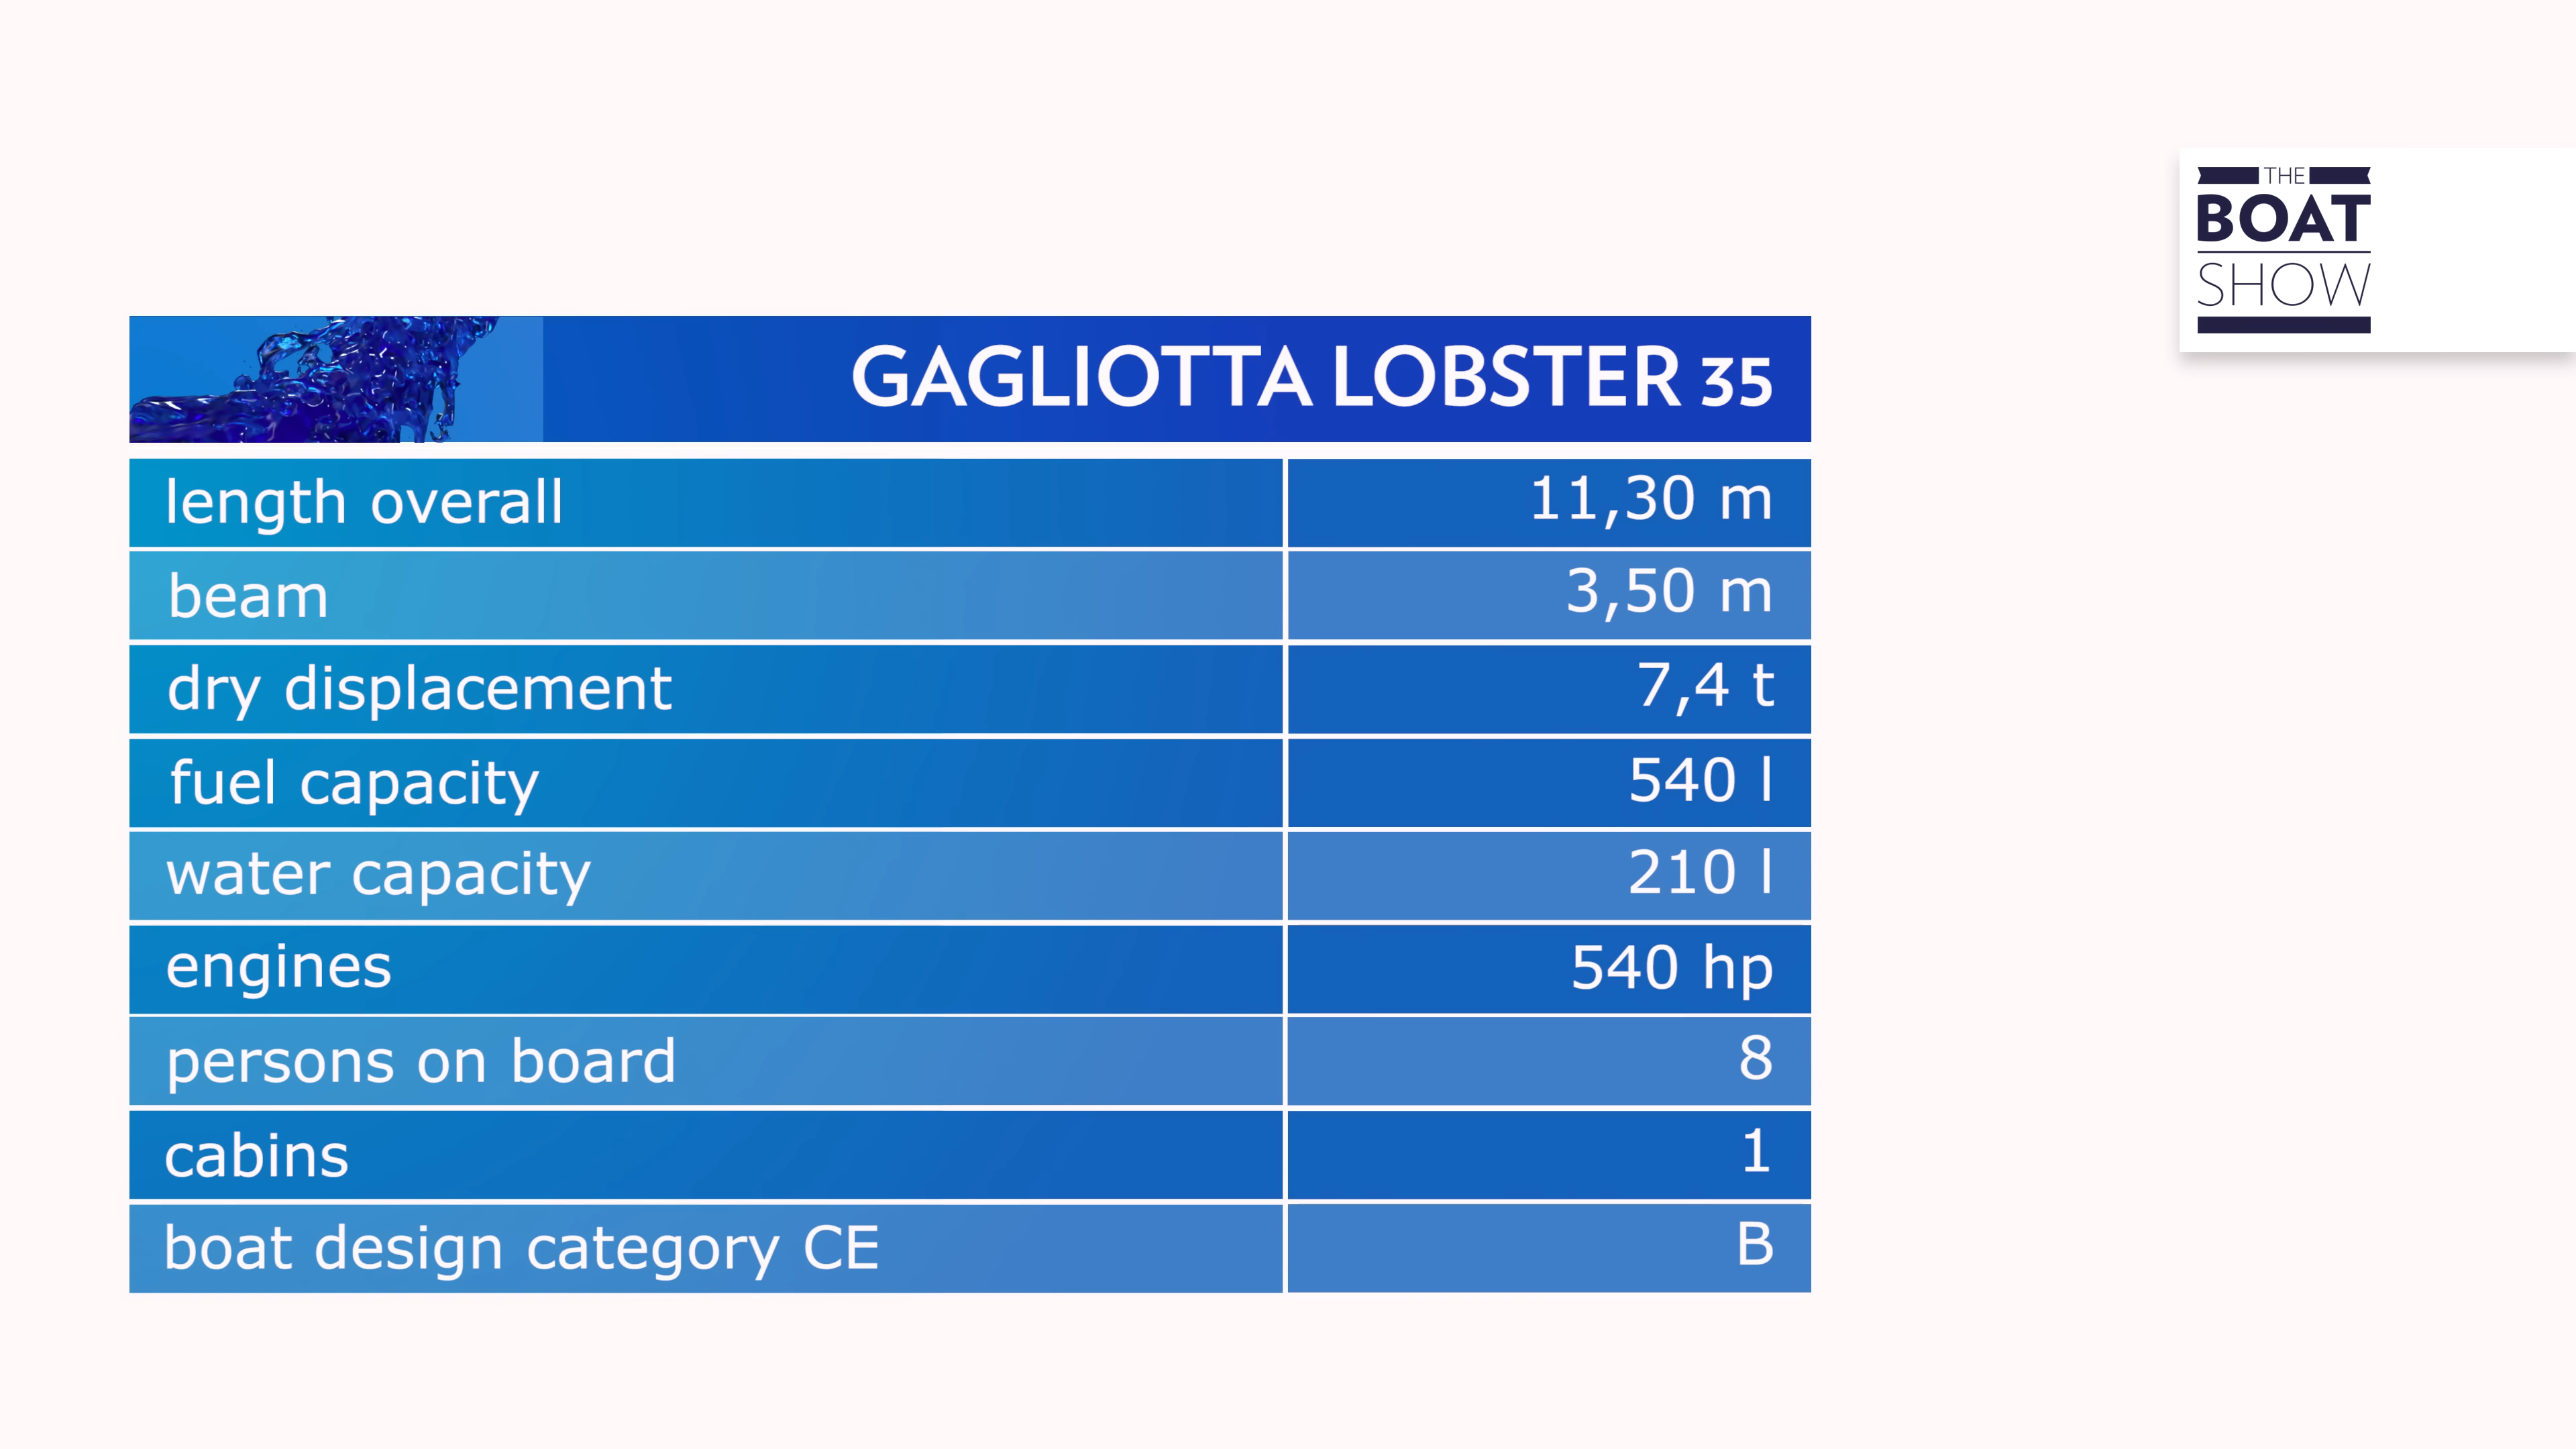 THE
BOAT
SHOW
GAGLIOTTA LOBSTER 35
length overall 11,30 m
beam 3,50 m
dry displacement 7,4 t
fuel capacity 540 l
water capacity 210 l
engines 540 hp
persons on board 8
cabins 1
boat design category CE B